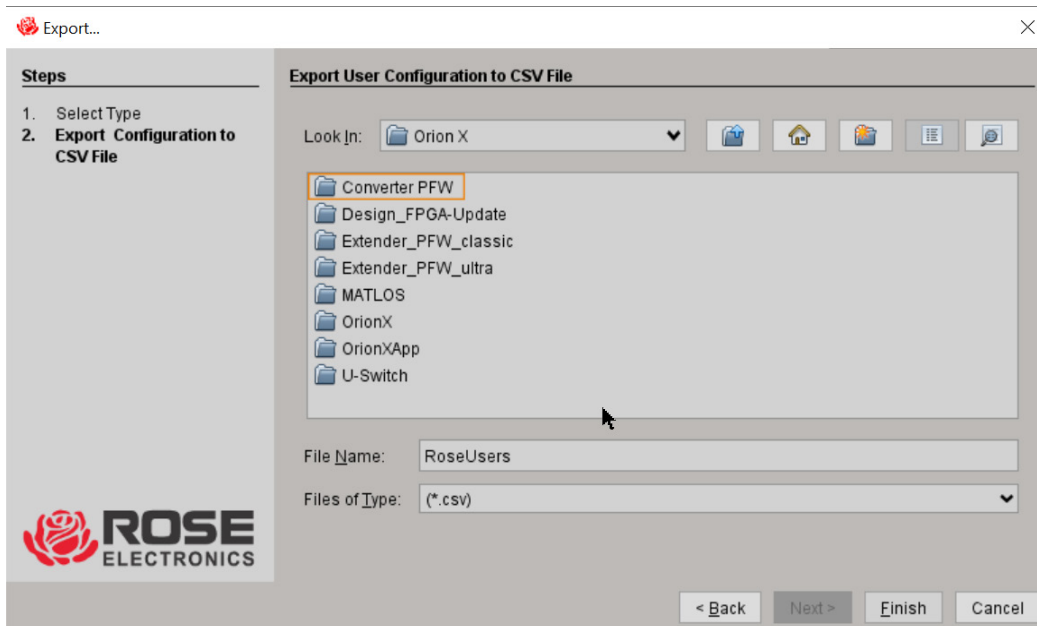 Export...
Steps
1. Select Type
2. Export Configuration to
CSV File
Export User Configuration to CSV File
Look In: Orion X
Converter PFW
Design_FPGA-Update
Extender_PFW_classic
Extender_PFW_ultra
MATLOS
OrionX
OrionXApp
U-Switch
File Name: RoseUsers
Files of Type: (*.csv)
ROSE
ELECTRONICS
< Back Next > Finish Cancel